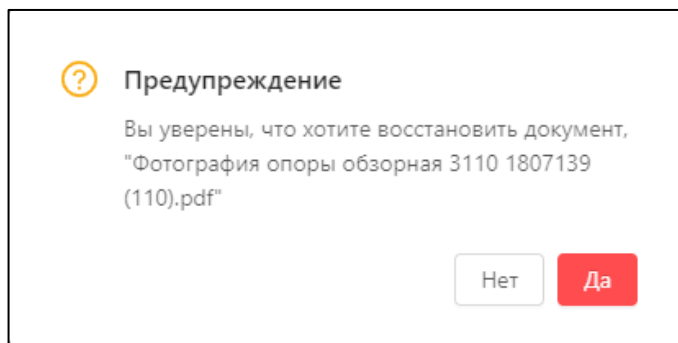 Предупреждение
Вы уверены, что хотите восстановить документ,
"Фотография опоры обзорная 3110 1807139
(110).pdf"
Нет Да